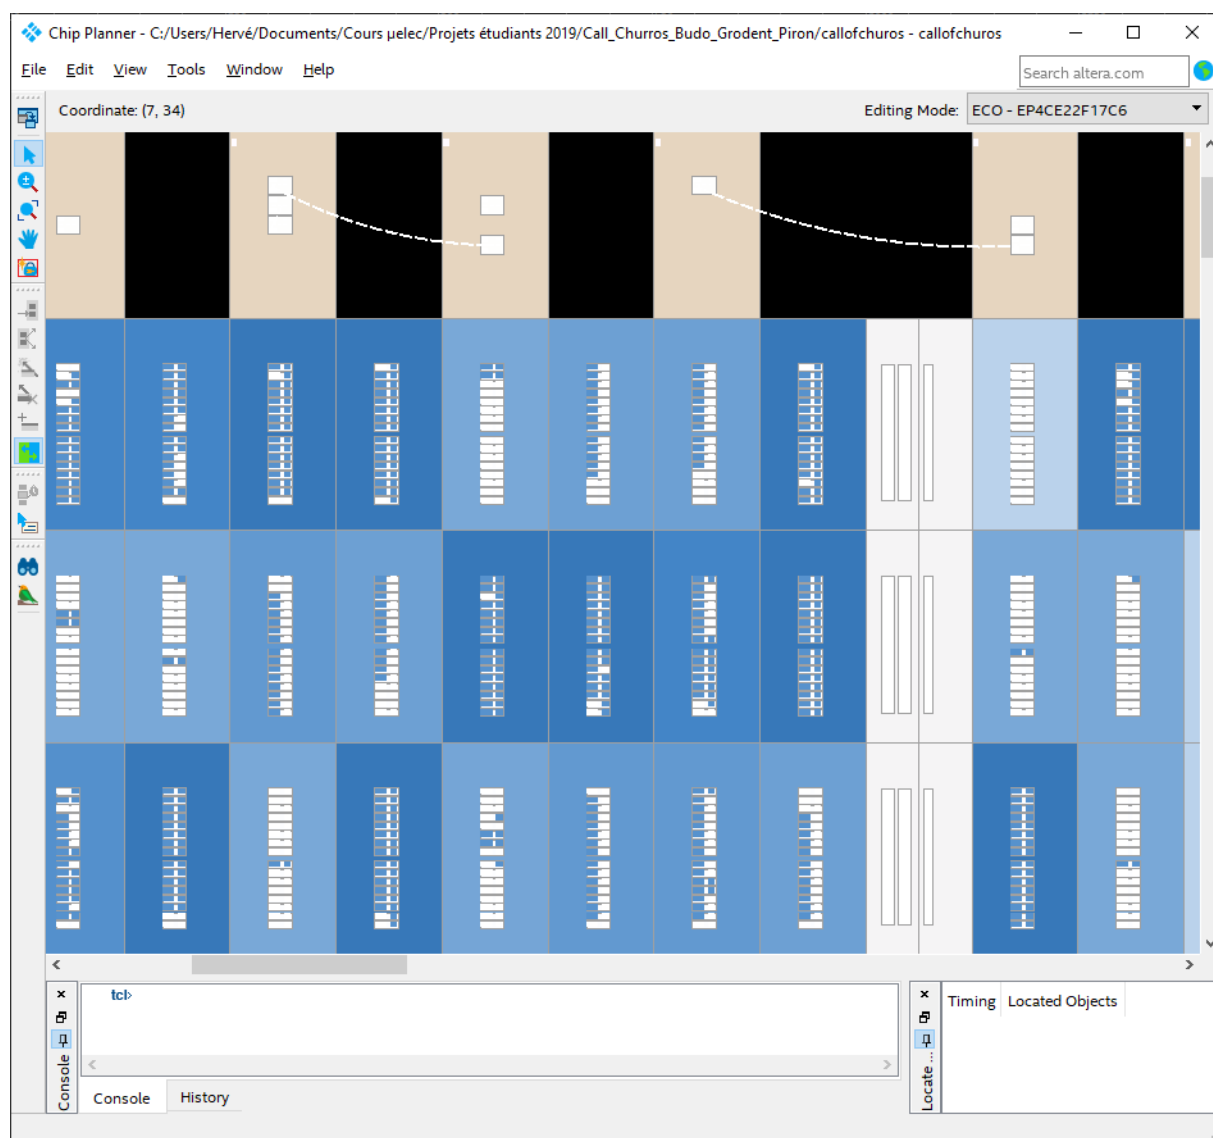 Chip Planner - C:/Users/Hervé/Documents/Cours µelec/Projets étudiants 2019/Call_Churros_Budo_Grodent_Piron/callofchuros - callofchuros
File Edit View Tools Window Help
Search altera.com
Coordinate: (7, 34)
Editing Mode: ECO - EP4CE22F17C6
tcl>
Console
Console History
Locate ...
Timing Located Objects